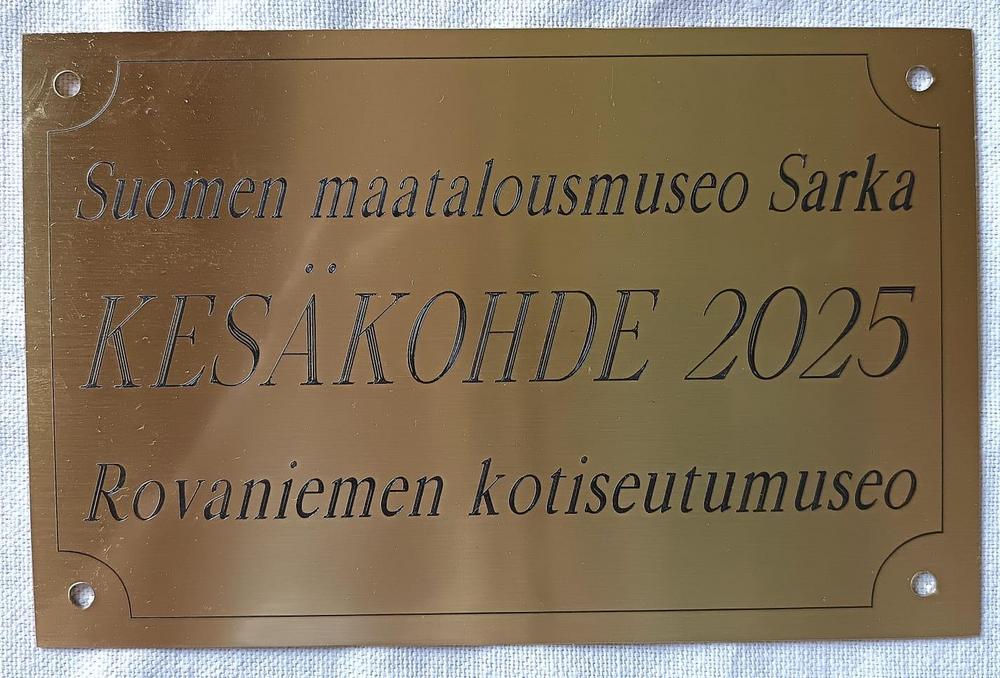 Suomen maatalousmuseo Sarka
KESÄKOHDE 2025
Rovaniemen kotiseutumuseo